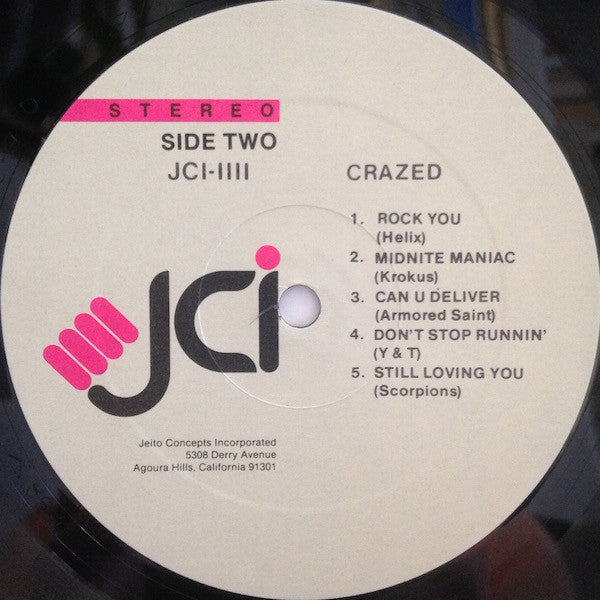 STEREO
SIDE TWO
JCI-1111
CRAZED
1. ROCK YOU
(Helix)
2. MIDNITE MANIAC
(Krokus)
3. CAN U DELIVER
(Armored Saint)
4. DON'T STOP RUNNIN'
(Y & T)
5. STILL LOVING YOU
(Scorpions)
JCi
Jeito Concepts Incorporated
5308 Derry Avenue
Agoura Hills, California 91301